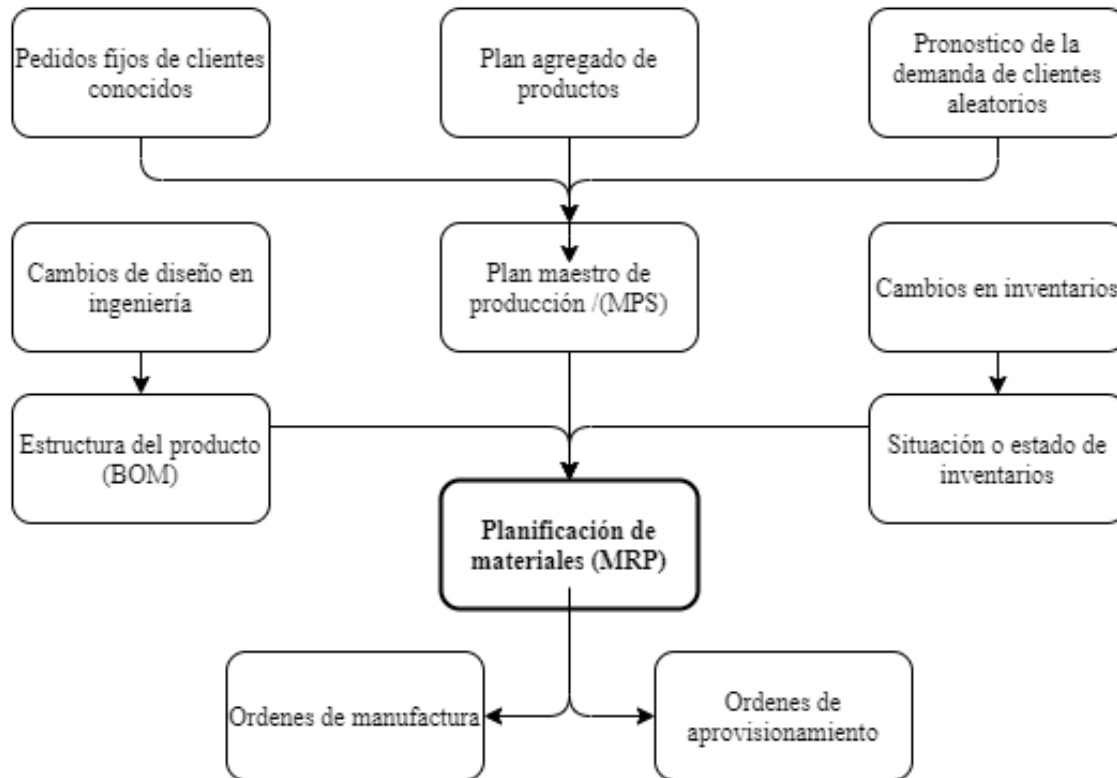 Pedidos fijos de clientes
conocidos
Plan agregado de
productos
Pronostico de la
demanda de clientes
aleatorios
Cambios de diseño en
ingeniería
Plan maestro de
producción /(MPS)
Cambios en inventarios
Estructura del producto
(BOM)
Situación o estado de
inventarios
Planificación de
materiales (MRP)
Ordenes de manufactura
Ordenes de
aprovisionamiento